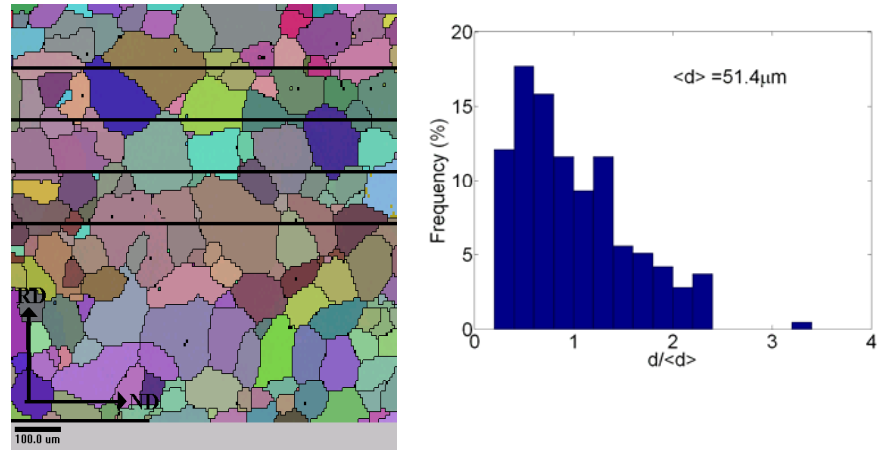 RD
ND
100.0 um
20
15
10
5
0
Frequency (%)
<d> =51.4μm
0 1 2 3 4
d/<d>